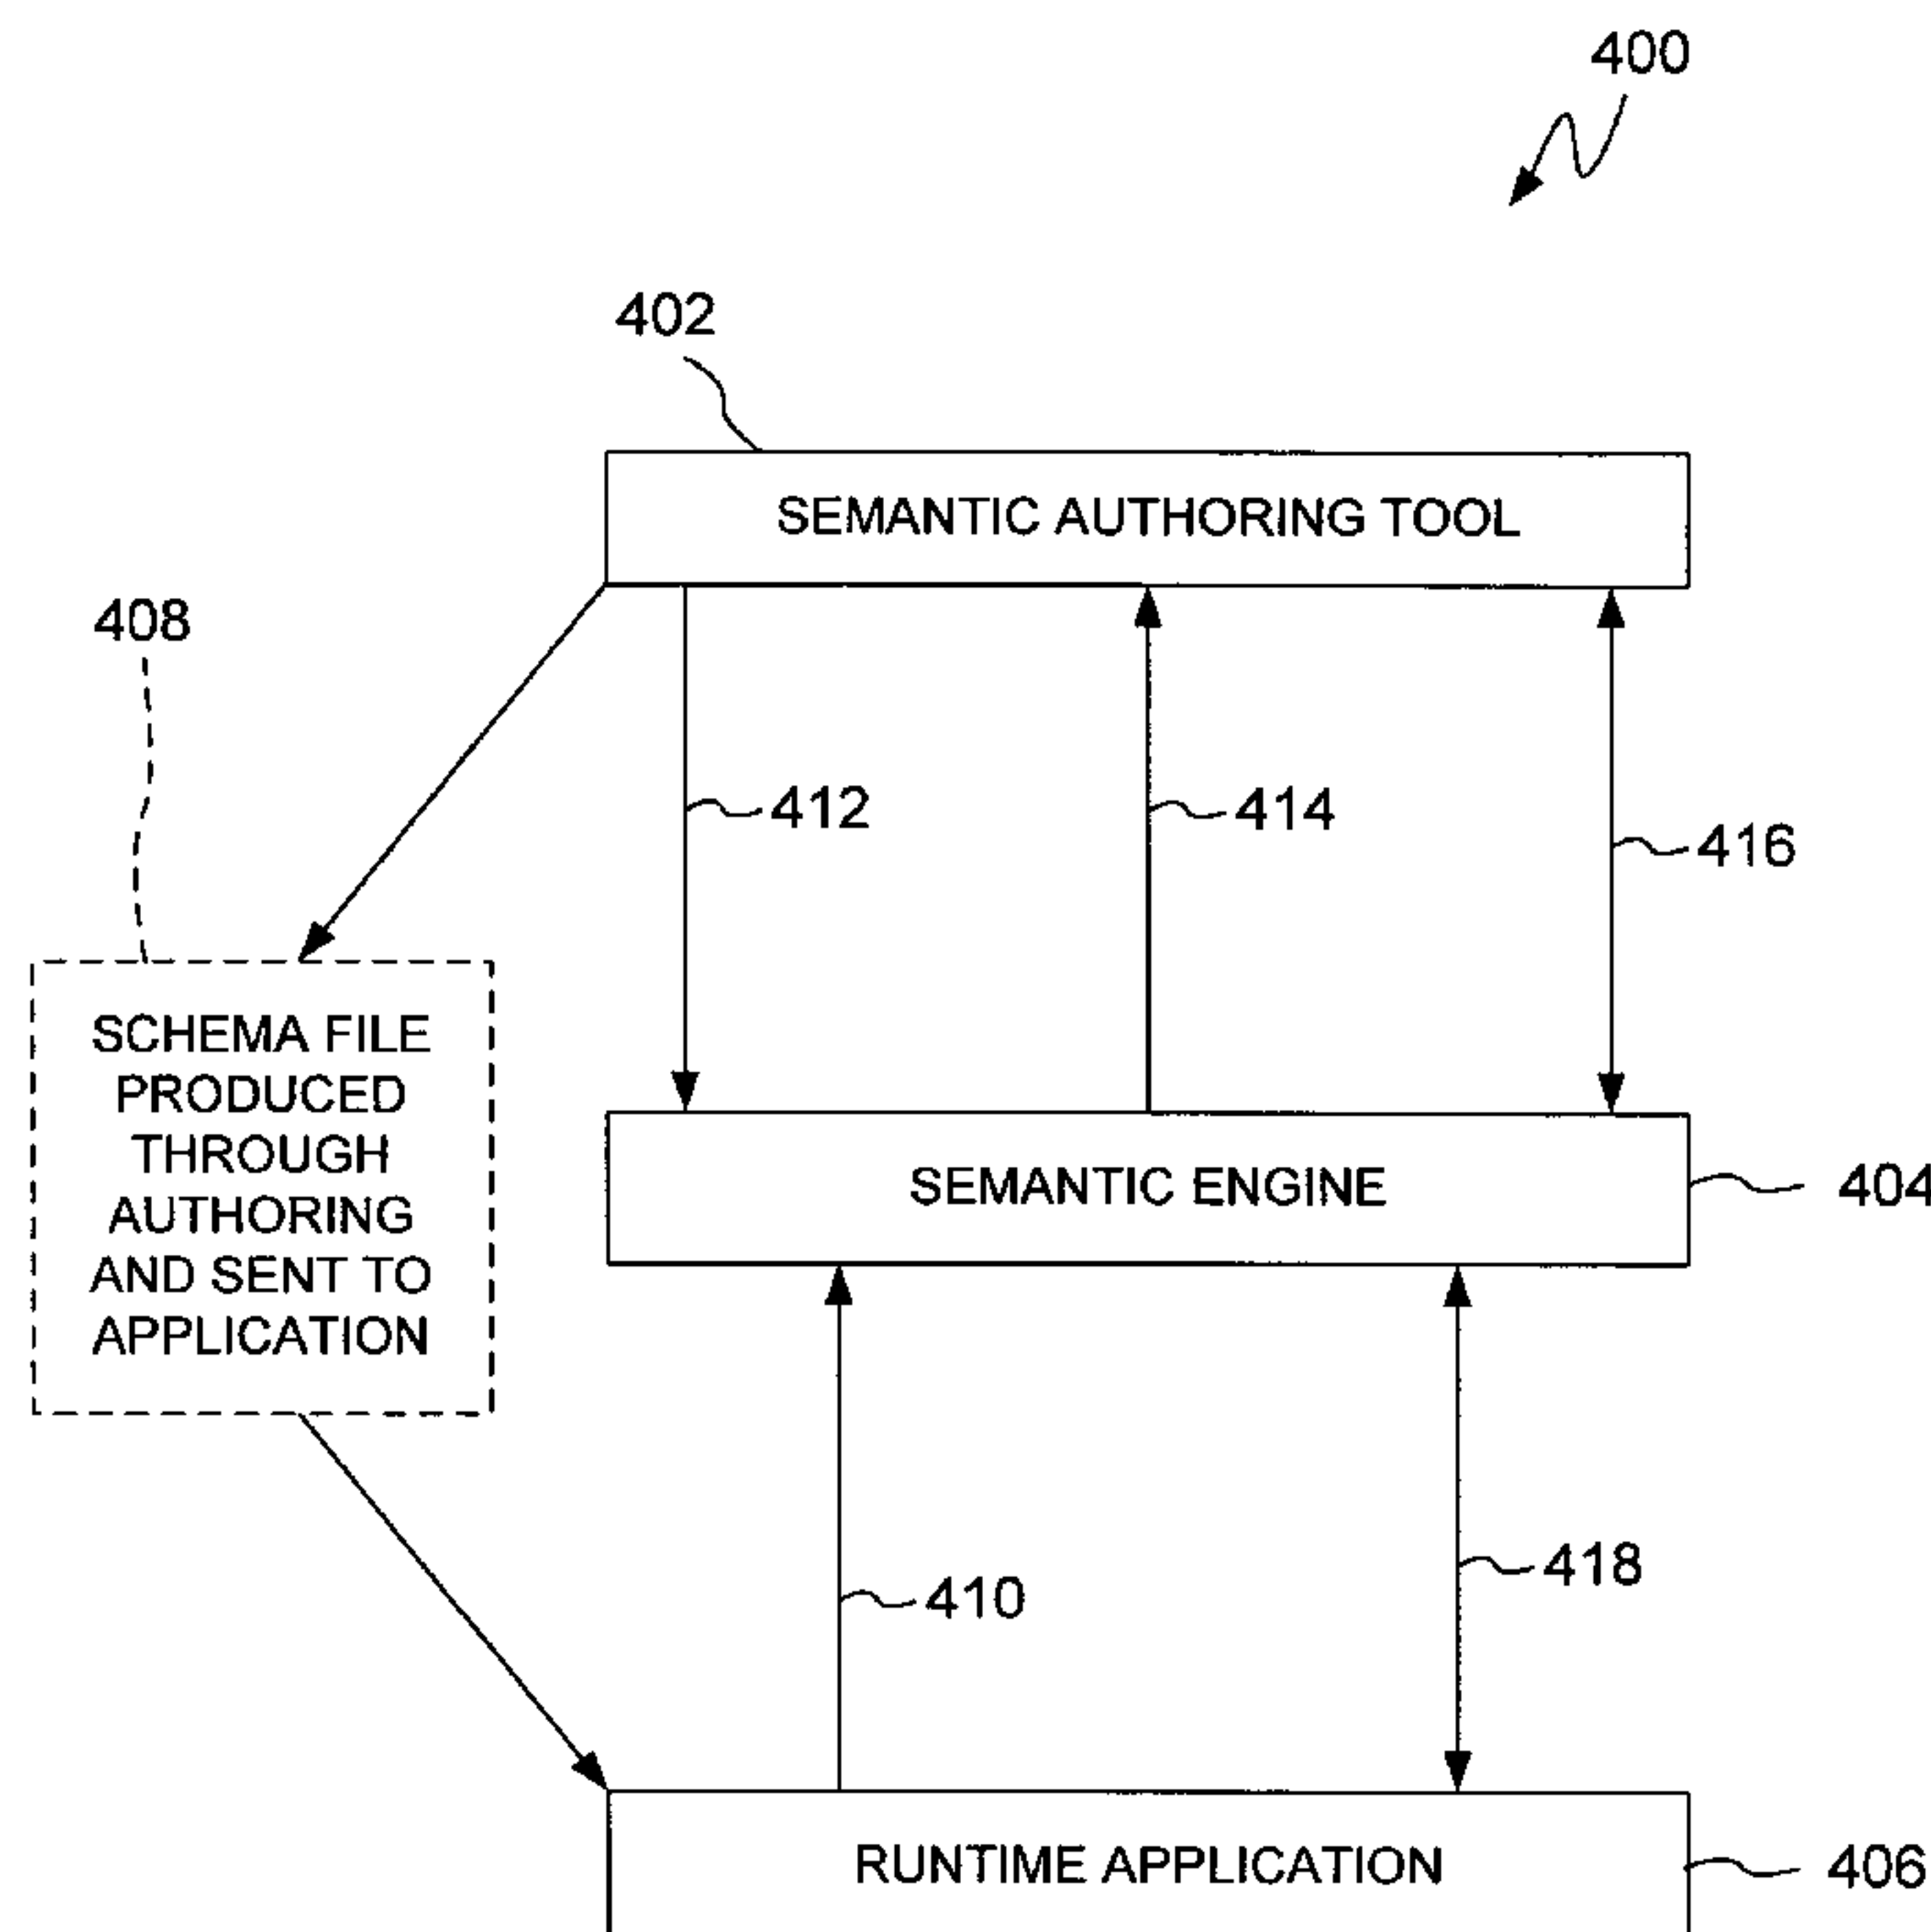 400
402
SEMANTIC AUTHORING TOOL
408
412
414
416
SCHEMA FILE
PRODUCED
THROUGH
AUTHORING
AND SENT TO
APPLICATION
SEMANTIC ENGINE
404
410
418
RUNTIME APPLICATION
406